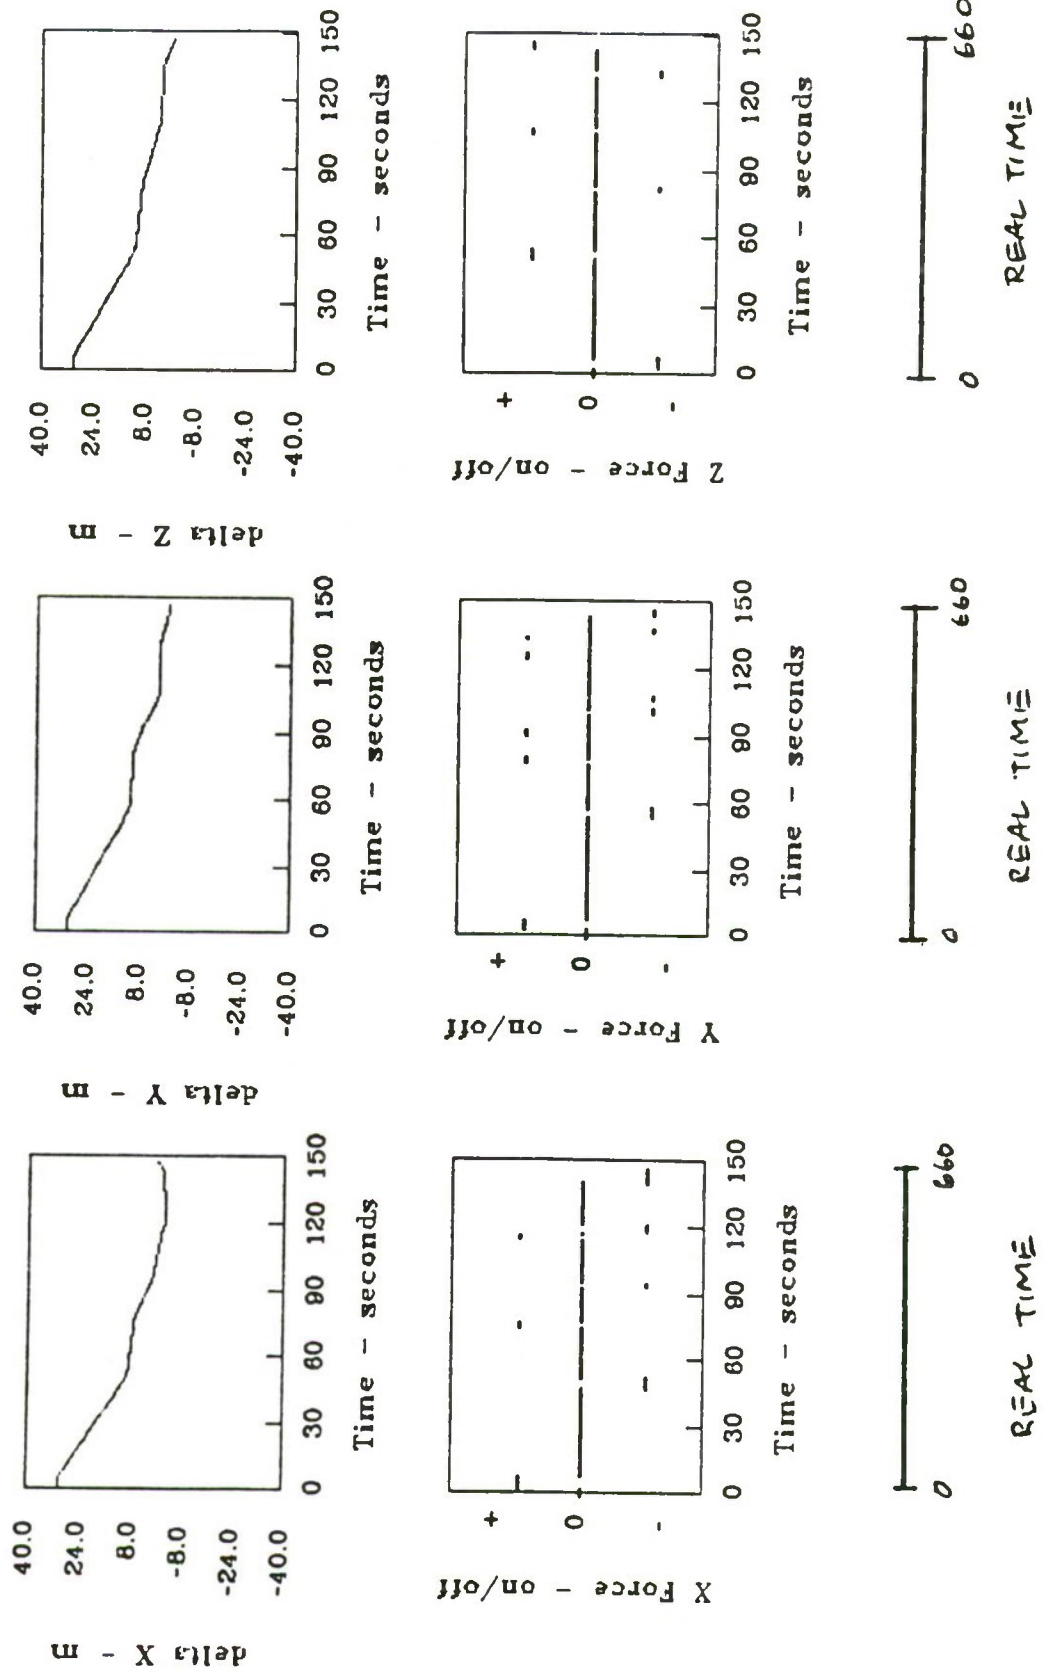 40.0
24.0
8.0
-8.0
-24.0
-40.0
delta X - m
0 30 60 90 120 150
Time - seconds
40.0
24.0
8.0
-8.0
-24.0
-40.0
delta Y - m
0 30 60 90 120 150
Time - seconds
40.0
24.0
8.0
-8.0
-24.0
-40.0
delta Z - m
0 30 60 90 120 150
Time - seconds
+
0
-
X Force - on/off
0 30 60 90 120 150
Time - seconds
+
0
-
Y Force - on/off
0 30 60 90 120 150
Time - seconds
+
0
-
Z Force - on/off
0 30 60 90 120 150
Time - seconds
0 660
REAL TIME
0 660
REAL TIME
0 660
REAL TIME